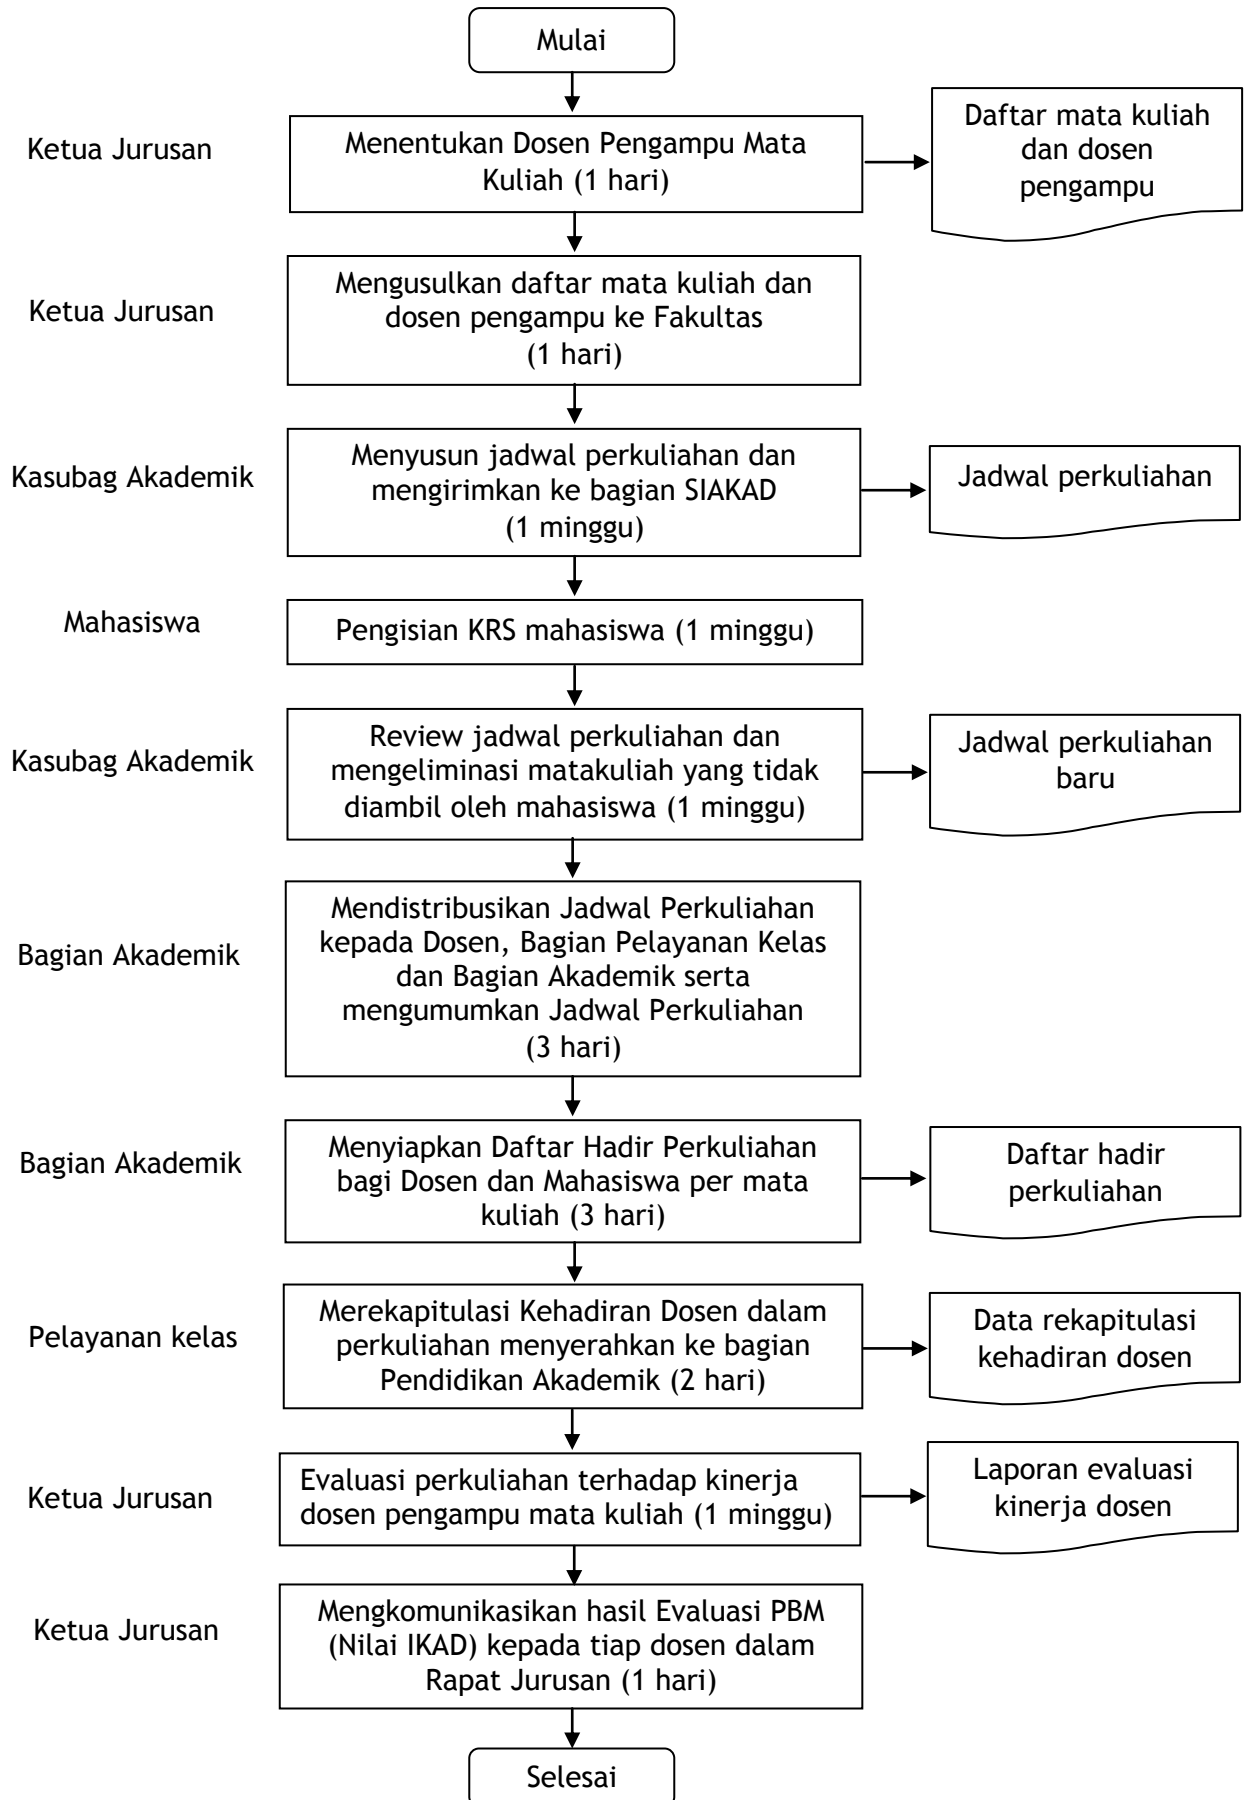 Mulai
Ketua Jurusan
Menentukan Dosen Pengampu Mata
Kuliah (1 hari)
Daftar mata kuliah
dan dosen
pengampu
Ketua Jurusan
Mengusulkan daftar mata kuliah dan
dosen pengampu ke Fakultas
(1 hari)
Kasubag Akademik
Menyusun jadwal perkuliahan dan
mengirimkan ke bagian SIAKAD
(1 minggu)
Jadwal perkuliahan
Mahasiswa
Pengisian KRS mahasiswa (1 minggu)
Kasubag Akademik
Review jadwal perkuliahan dan
mengeliminasi matakuliah yang tidak
diambil oleh mahasiswa (1 minggu)
Jadwal perkuliahan
baru
Bagian Akademik
Mendistribusikan Jadwal Perkuliahan
kepada Dosen, Bagian Pelayanan Kelas
dan Bagian Akademik serta
mengumumkan Jadwal Perkuliahan
(3 hari)
Bagian Akademik
Menyiapkan Daftar Hadir Perkuliahan
bagi Dosen dan Mahasiswa per mata
kuliah (3 hari)
Daftar hadir
perkuliahan
Pelayanan kelas
Merekapitulasi Kehadiran Dosen dalam
perkuliahan menyerahkan ke bagian
Pendidikan Akademik (2 hari)
Data rekapitulasi
kehadiran dosen
Ketua Jurusan
Evaluasi perkuliahan terhadap kinerja
dosen pengampu mata kuliah (1 minggu)
Laporan evaluasi
kinerja dosen
Ketua Jurusan
Mengkomunikasikan hasil Evaluasi PBM
(Nilai IKAD) kepada tiap dosen dalam
Rapat Jurusan (1 hari)
Selesai